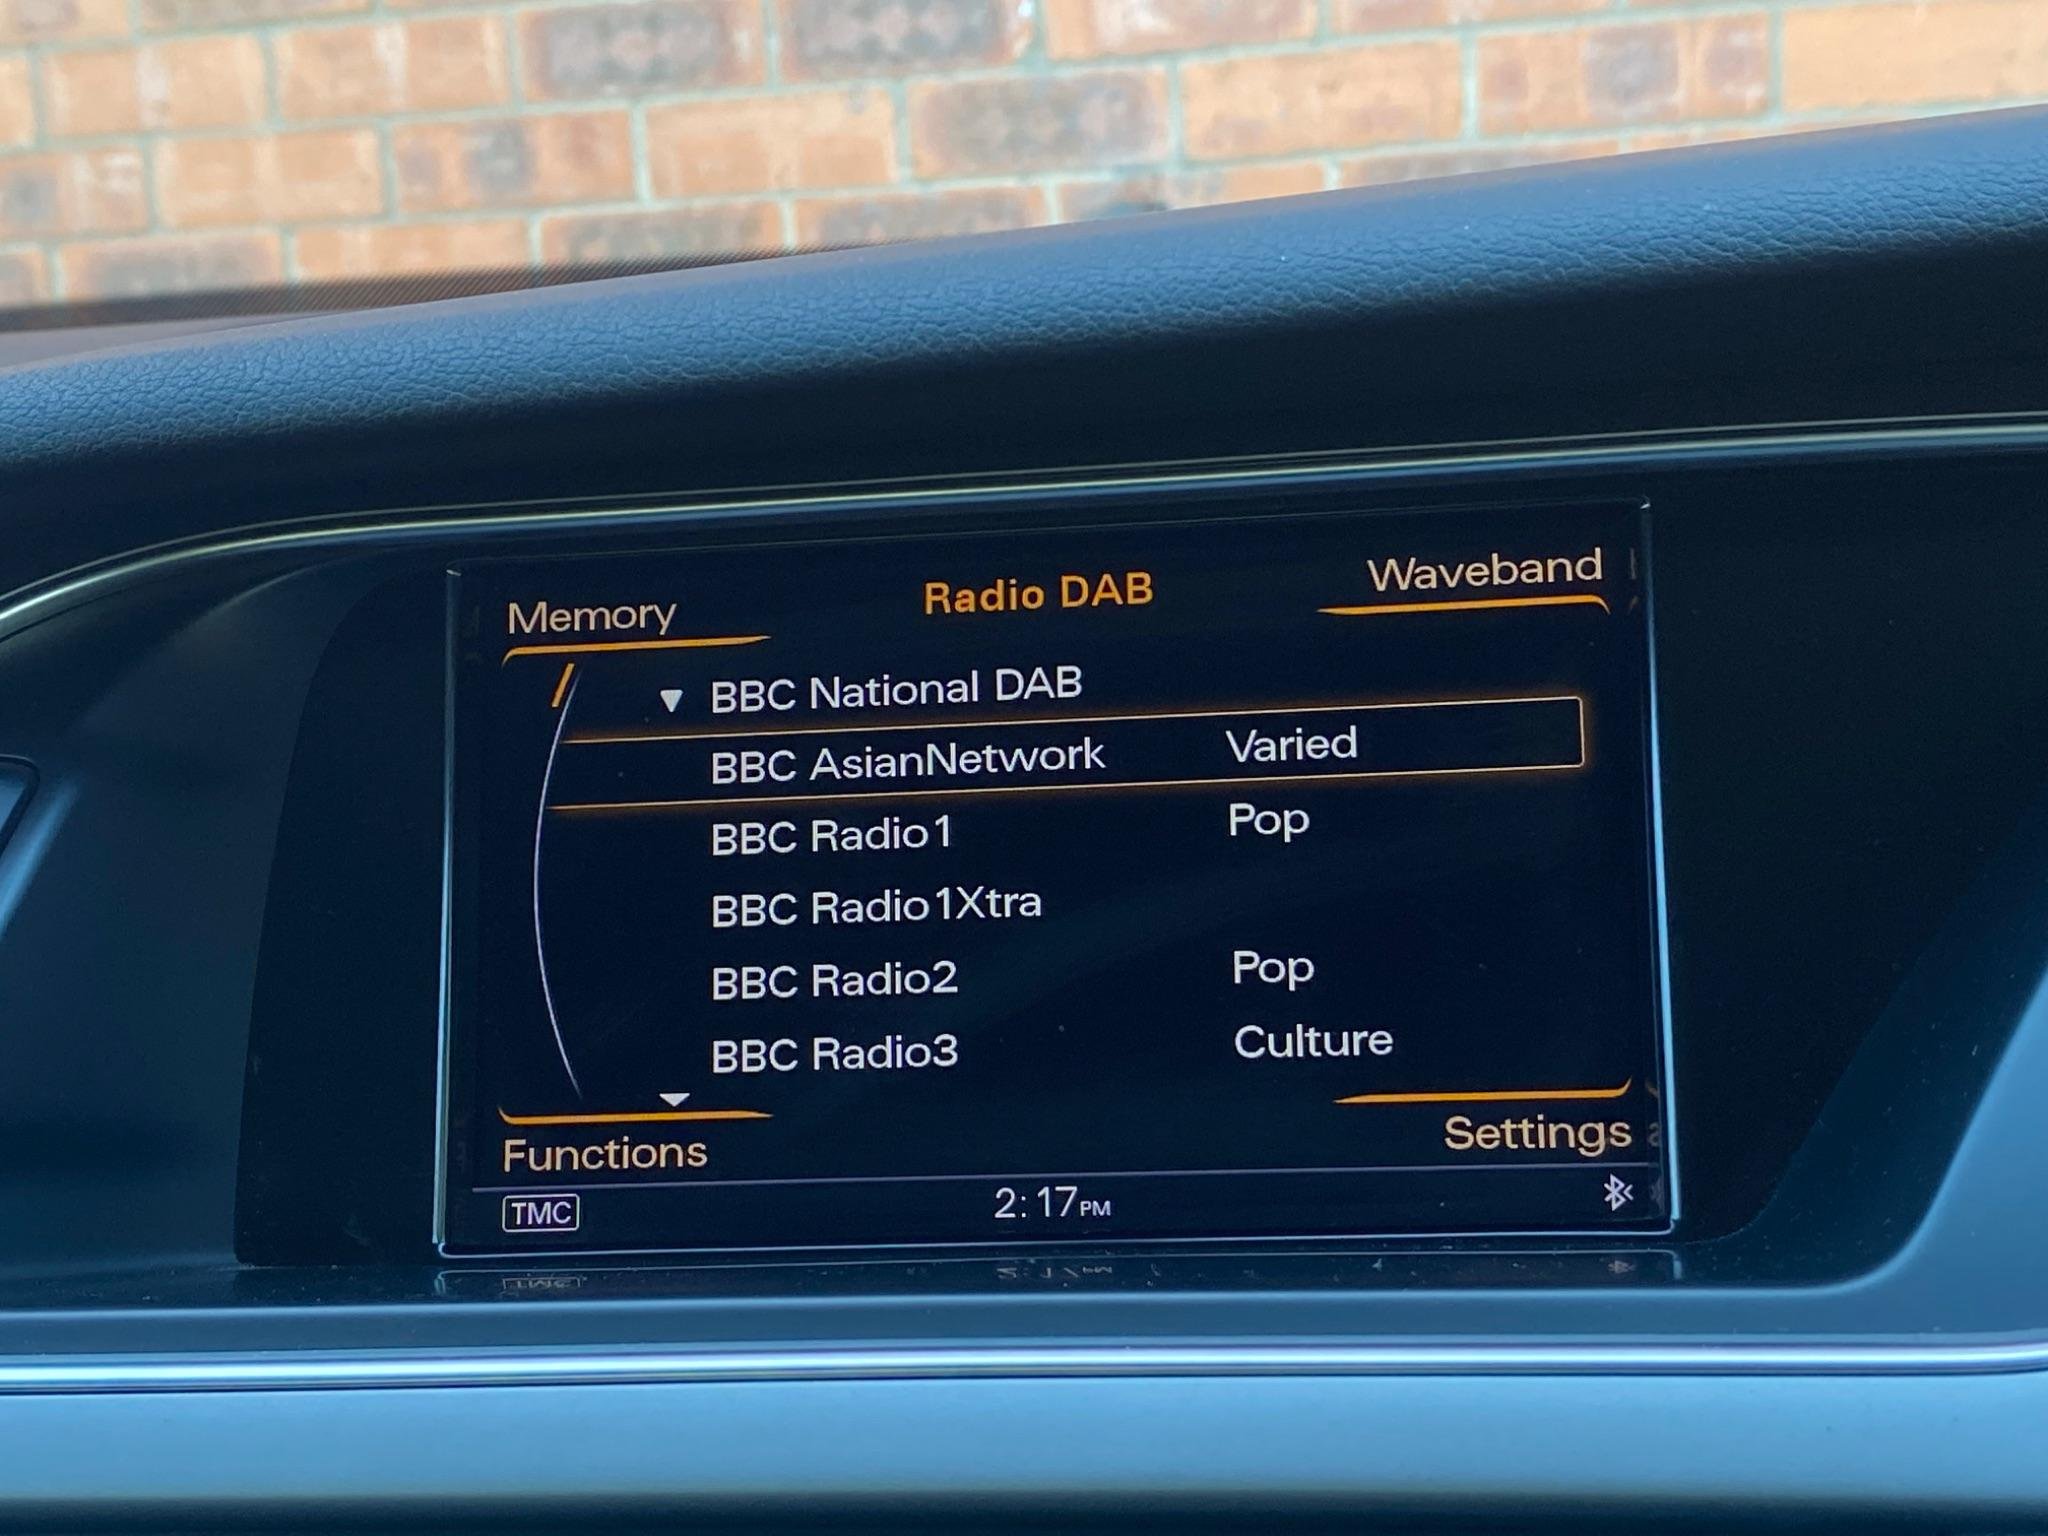 Memory Radio DAB Waveband
▼ BBC National DAB
BBC AsianNetwork Varied
BBC Radio1 Pop
BBC Radio1Xtra
BBC Radio2 Pop
BBC Radio3 Culture
Functions Settings
TMC 2:17PM